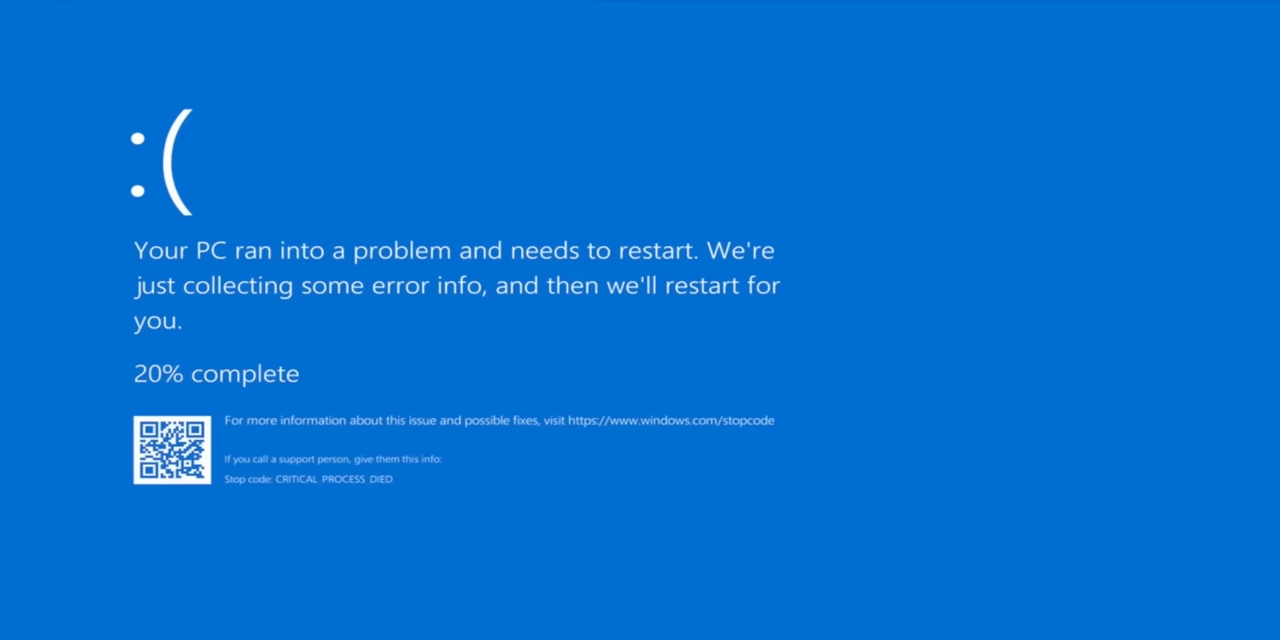 :(
Your PC ran into a problem and needs to restart. We're
just collecting some error info, and then we'll restart for
you.
20% complete
For more information about this issue and possible fixes, visit https://www.windows.com/stopcode
If you call a support person, give them this info:
Stop code: CRITICAL_PROCESS_DIED